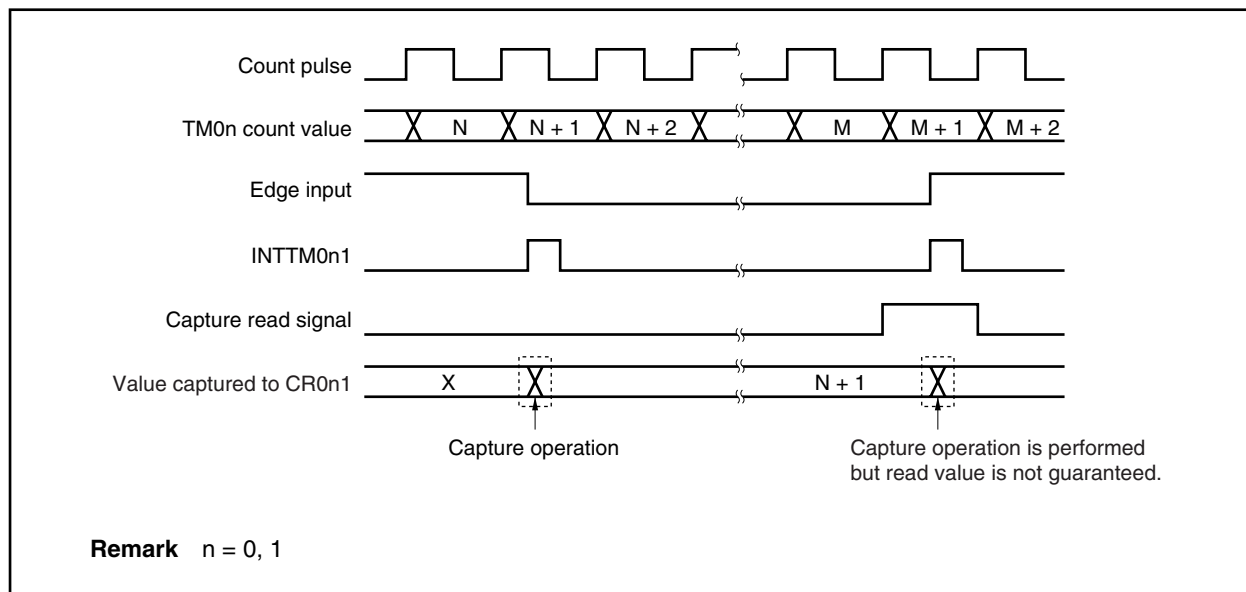 Count pulse
TM0n count value
N
N + 1
N + 2
M
M + 1
M + 2
Edge input
INTTM0n1
Capture read signal
Value captured to CR0n1
X
N + 1
Capture operation
Capture operation is performed
but read value is not guaranteed.
Remark n = 0, 1